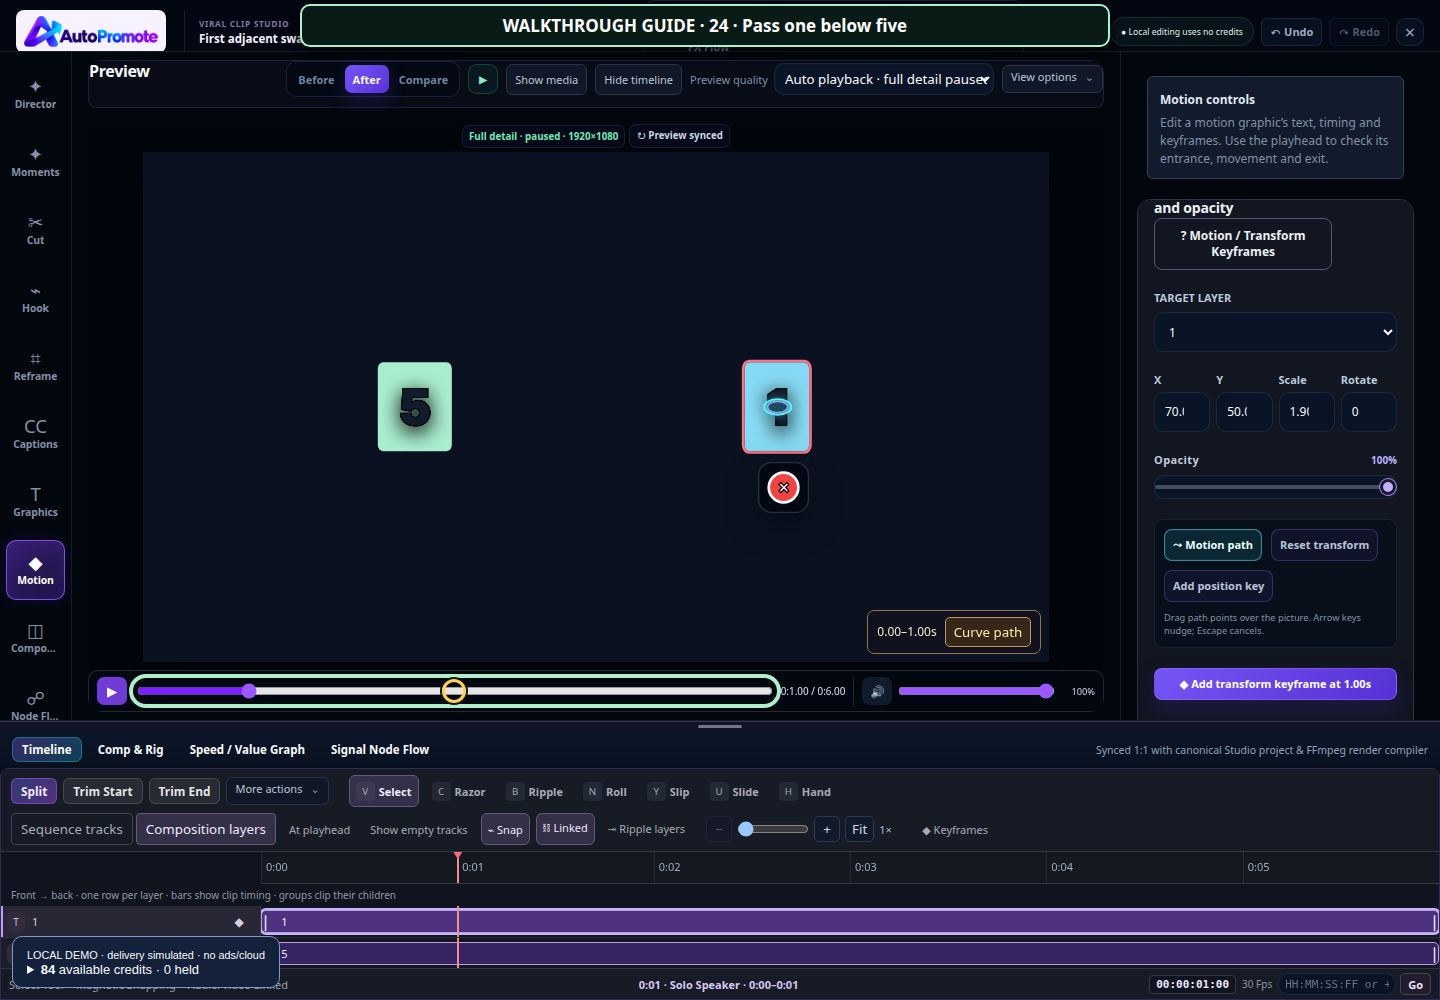 AutoPromote
VIRAL CLIP STUDIO
First adjacent swa
WALKTHROUGH GUIDE · 24 · Pass one below five
● Local editing uses no credits
↶ Undo
↷ Redo
✕
Director
Moments
Cut
Hook
Reframe
CC
Captions
T
Graphics
Motion
Compo...
Node Fl...
Preview
Before
After
Compare
▶
Show media
Hide timeline
Preview quality
Auto playback · full detail paused
View options
Full detail · paused · 1920×1080
↻ Preview synced
5
1
0.00–1.00s
Curve path
0:1.00 / 0:6.00
100%
Motion controls
Edit a motion graphic's text, timing and
keyframes. Use the playhead to check its
entrance, movement and exit.
and opacity
? Motion / Transform
Keyframes
TARGET LAYER
1
X
Y
Scale
Rotate
70.
50.
1.9
0
Opacity
100%
⤳ Motion path
Reset transform
Add position key
Drag path points over the picture. Arrow keys
nudge; Escape cancels.
◆ Add transform keyframe at 1.00s
Timeline
Comp & Rig
Speed / Value Graph
Signal Node Flow
Synced 1:1 with canonical Studio project & FFmpeg render compiler
Split
Trim Start
Trim End
More actions
V Select
C Razor
B Ripple
N Roll
Y Slip
U Slide
H Hand
Sequence tracks
Composition layers
At playhead
Show empty tracks
Snap
Linked
⇥ Ripple layers
−
+
Fit
1×
◆ Keyframes
0:00
0:01
0:02
0:03
0:04
0:05
Front → back · one row per layer · bars show clip timing · groups clip their children
T 1
1
5
LOCAL DEMO · delivery simulated · no ads/cloud
▶ 84 available credits · 0 held
0:01 · Solo Speaker · 0:00–0:01
00:00:01:00
30 Fps
HH:MM:SS:FF or +
Go